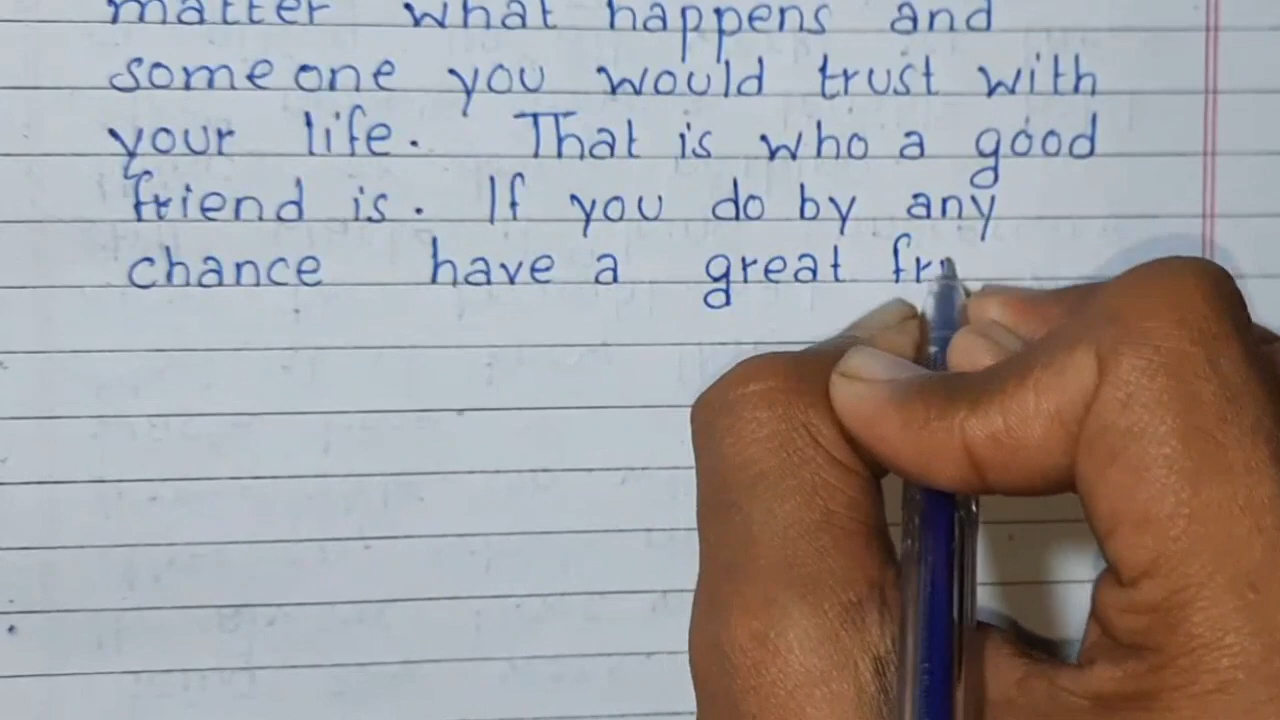 matter what happens and
someone you would trust with
your life. That is who a good
friend is. If you do by any
chance have a great fr